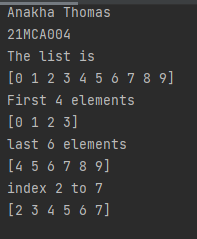 Anakha Thomas
21MCA004
The list is
[0 1 2 3 4 5 6 7 8 9]
First 4 elements
[0 1 2 3]
last 6 elements
[4 5 6 7 8 9]
index 2 to 7
[2 3 4 5 6 7]